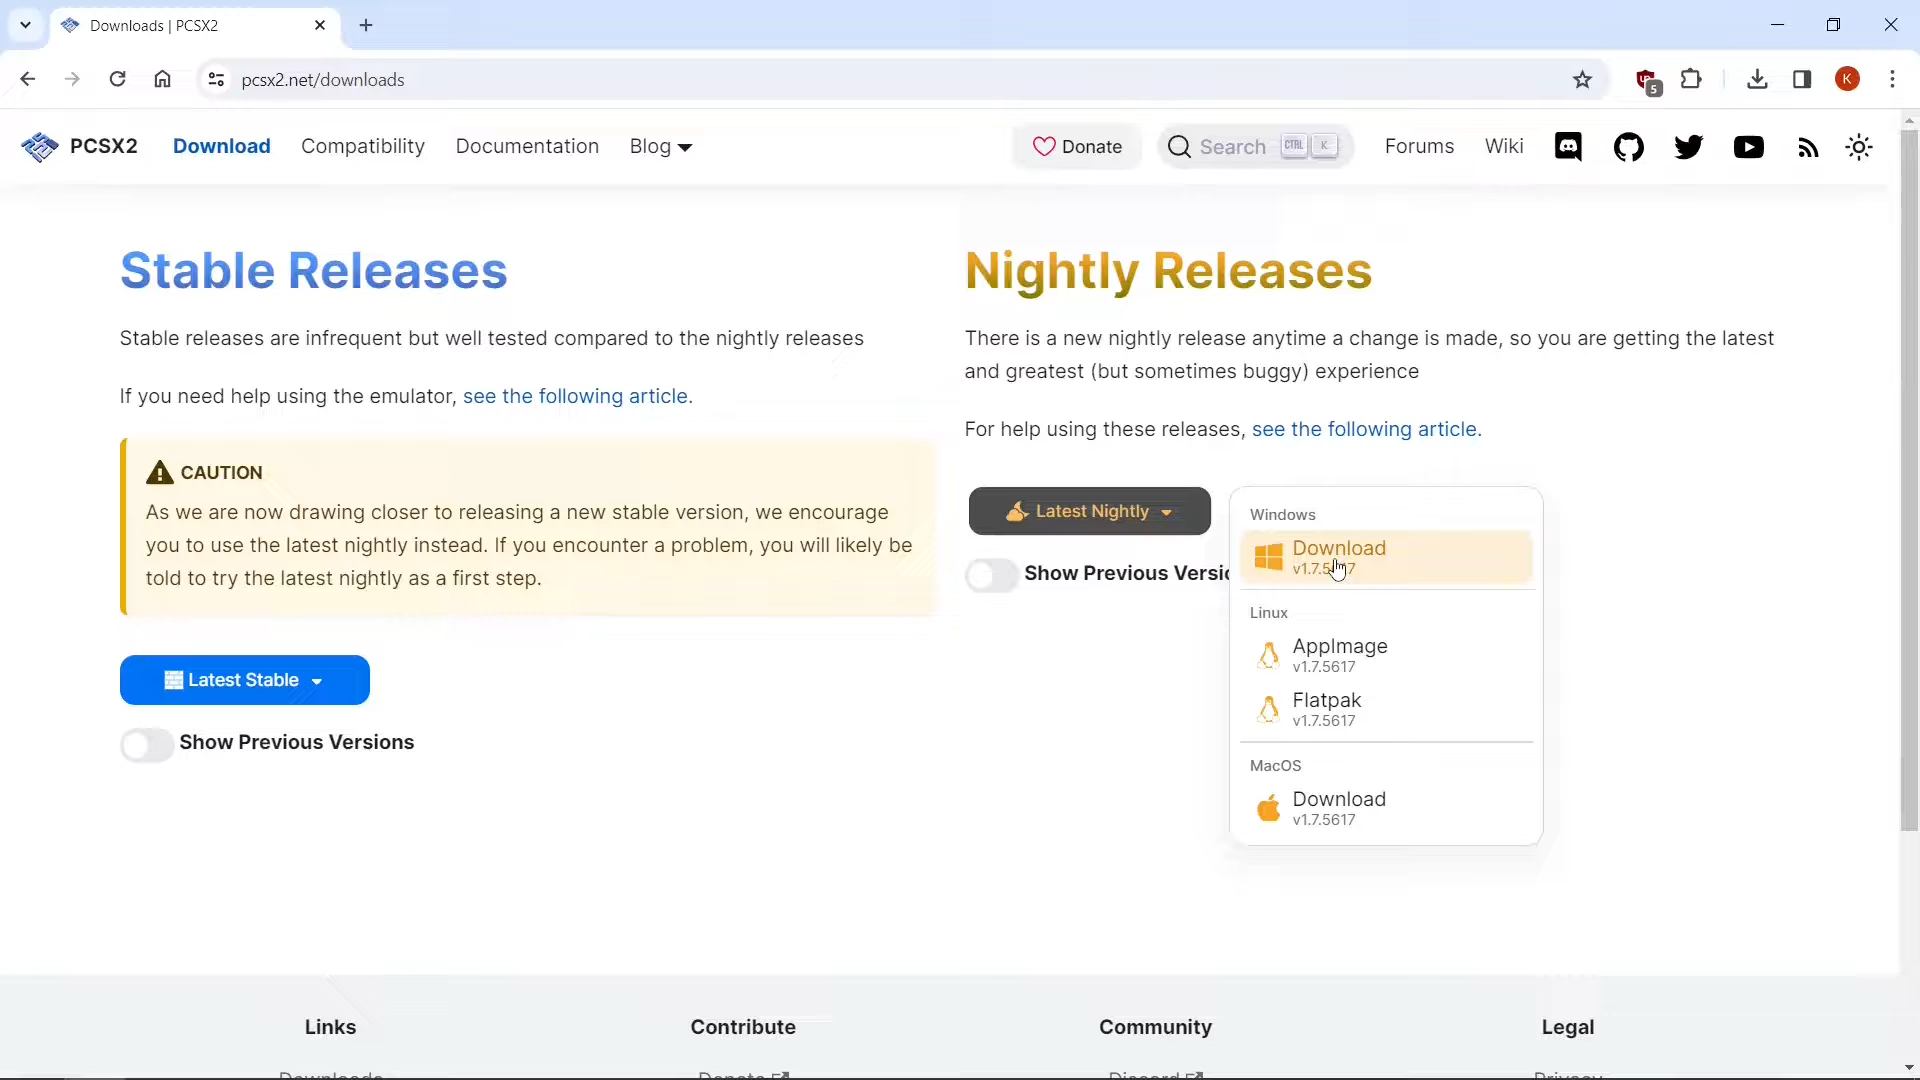 Downloads | PCSX2
pcsx2.net/downloads
5
K
PCSX2
Download
Compatibility
Documentation
Blog
Donate
Search
CTRL
K
Forums
Wiki
Stable Releases
Stable releases are infrequent but well tested compared to the nightly releases
If you need help using the emulator, see the following article.
CAUTION
As we are now drawing closer to releasing a new stable version, we encourage
you to use the latest nightly instead. If you encounter a problem, you will likely be
told to try the latest nightly as a first step.
Latest Stable
Show Previous Versions
Nightly Releases
There is a new nightly release anytime a change is made, so you are getting the latest
and greatest (but sometimes buggy) experience
For help using these releases, see the following article.
Latest Nightly
Show Previous Versio
Windows
Download
Linux
AppImage
v1.7.5617
Flatpak
v1.7.5617
MacOS
Download
v1.7.5617
Links
Contribute
Community
Legal